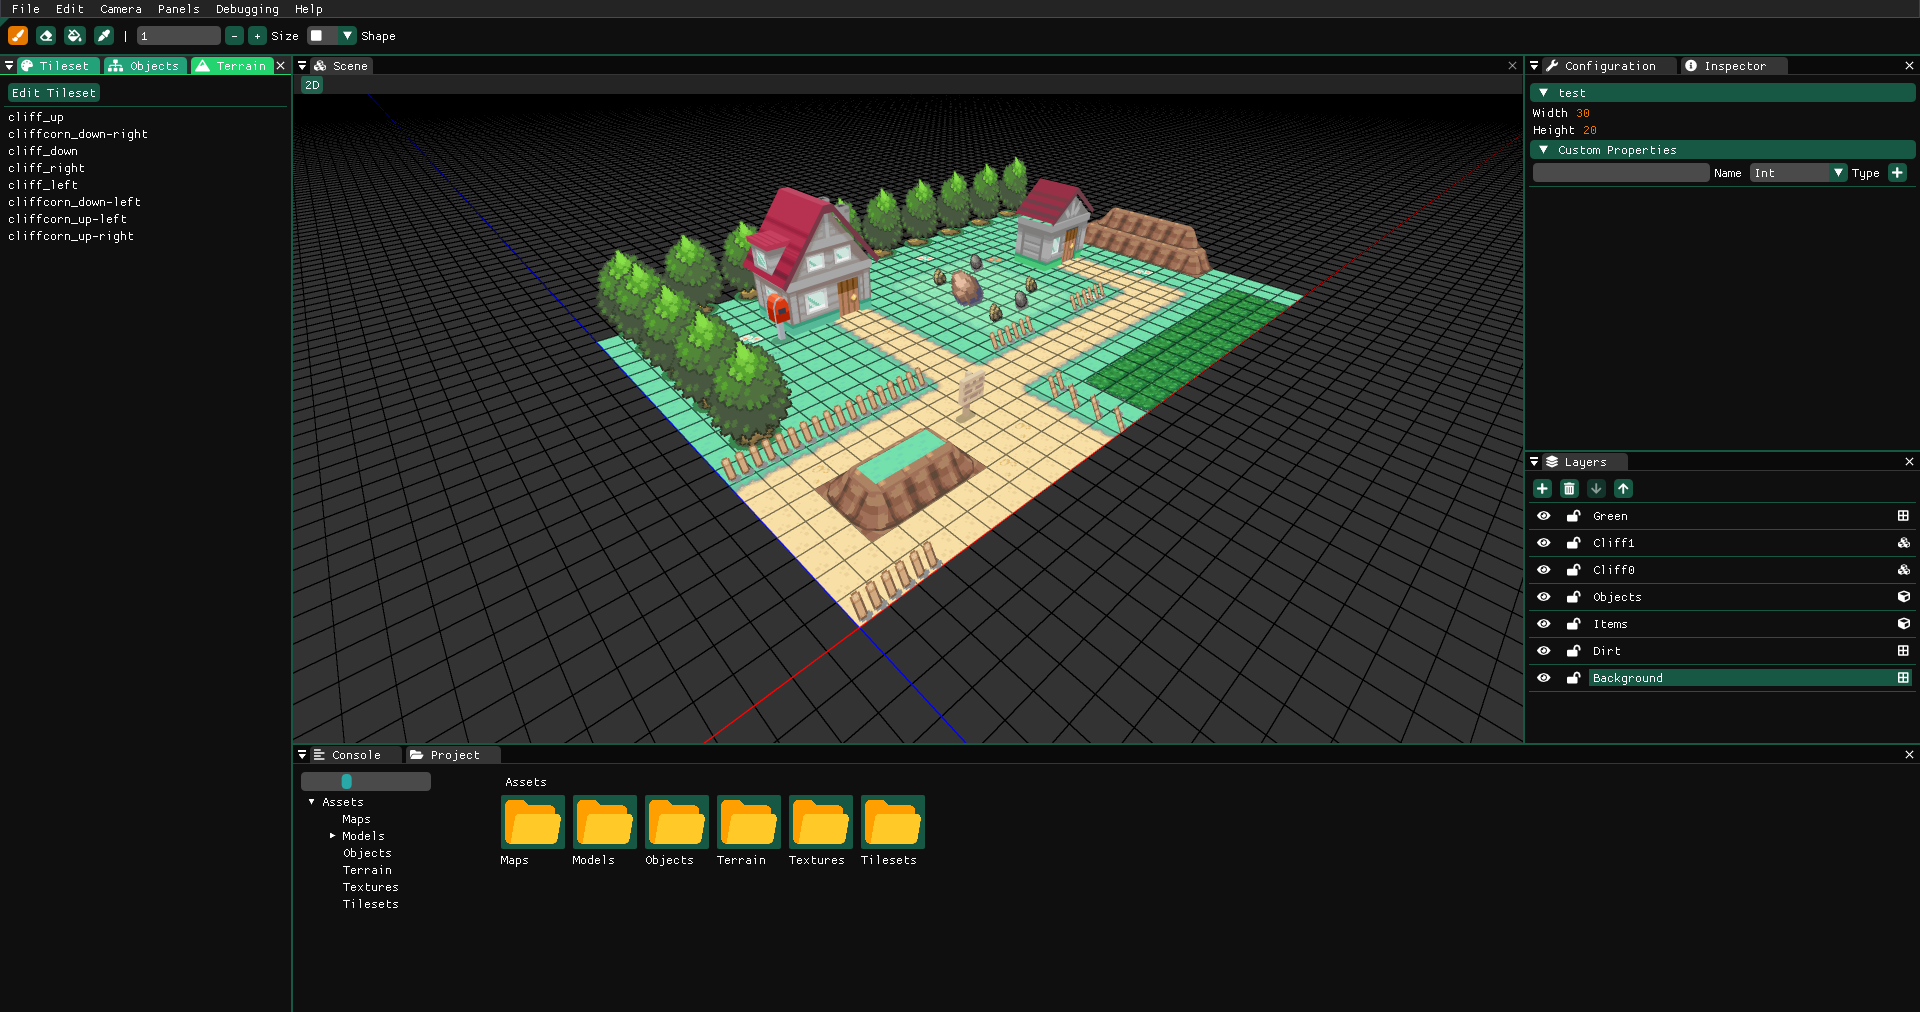 File Edit Camera Panels Debugging Help
| 1 - + Size Shape
Tileset Objects Terrain
Edit Tileset
cliff_up
cliffcorn_down-right
cliff_down
cliff_right
cliff_left
cliffcorn_down-left
cliffcorn_up-left
cliffcorn_up-right
Scene
2D
Configuration Inspector
test
Width 30
Height 20
Custom Properties
Name Int Type +
Layers
Green
Cliff1
Cliff0
Objects
Items
Dirt
Background
Console Project
Assets
Maps
Models
Objects
Terrain
Textures
Tilesets
Assets
Maps Models Objects Terrain Textures Tilesets